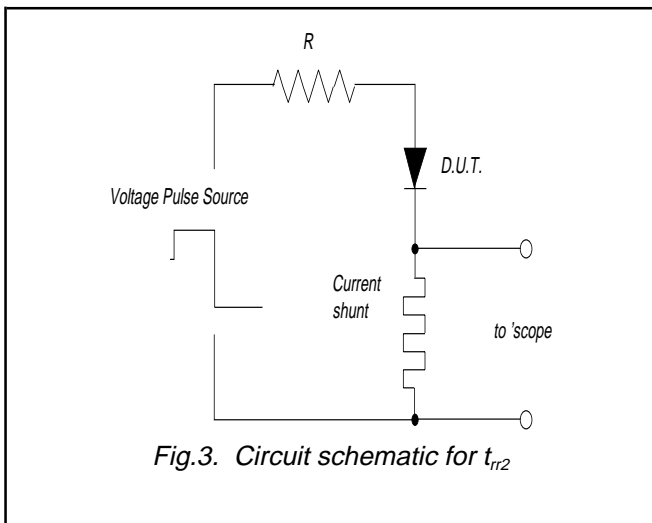 R
D.U.T.
Voltage Pulse Source
Current
shunt
to 'scope
Fig.3. Circuit schematic for trr2